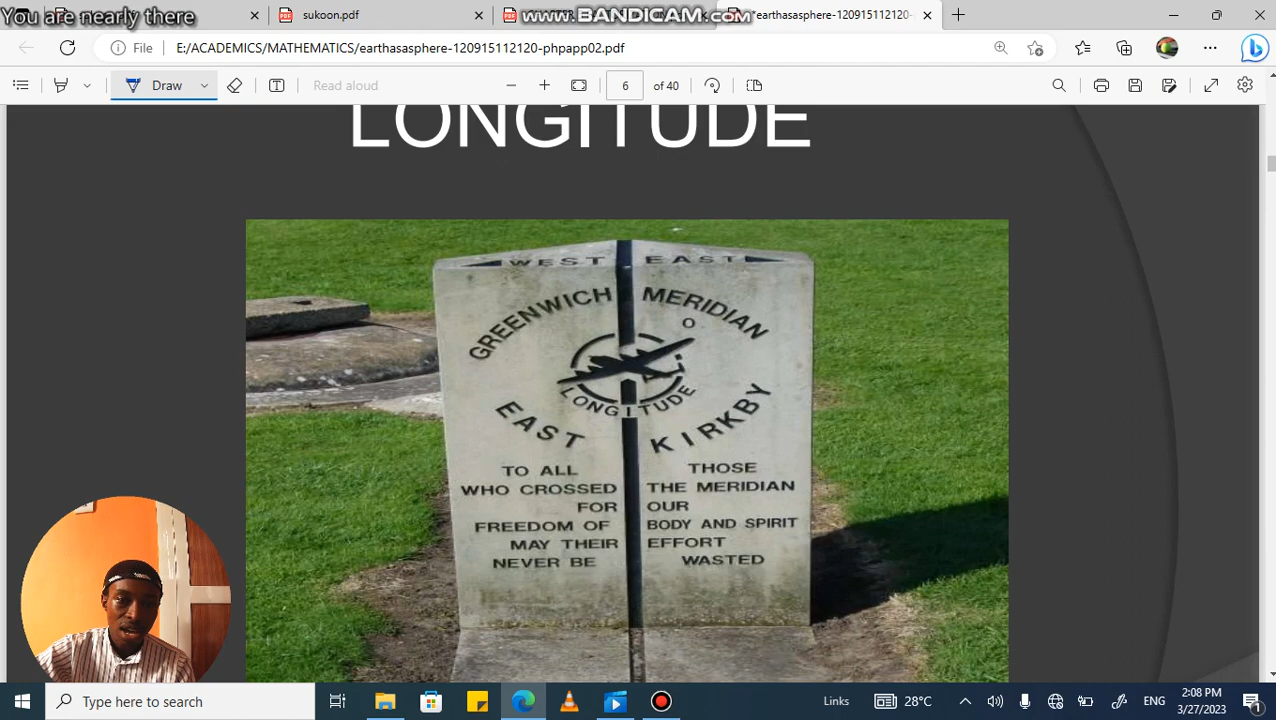 You are nearly there
sukoon.pdf
www.BANDICAM.com
earthasasphere-120915112120-
File
E:/ACADEMICS/MATHEMATICS/earthasasphere-120915112120-phpapp02.pdf
Draw
Read aloud
6
of 40
LONGITUDE
WEST EAST
GREENWICH MERIDIAN
O
LONGITUDE
EAST KIRKBY
TO ALL THOSE
WHO CROSSED THE MERIDIAN
FOR OUR
FREEDOM OF BODY AND SPIRIT
MAY THEIR EFFORT
NEVER BE WASTED
Type here to search
Links
28°C
ENG
2:08 PM
3/27/2023
1